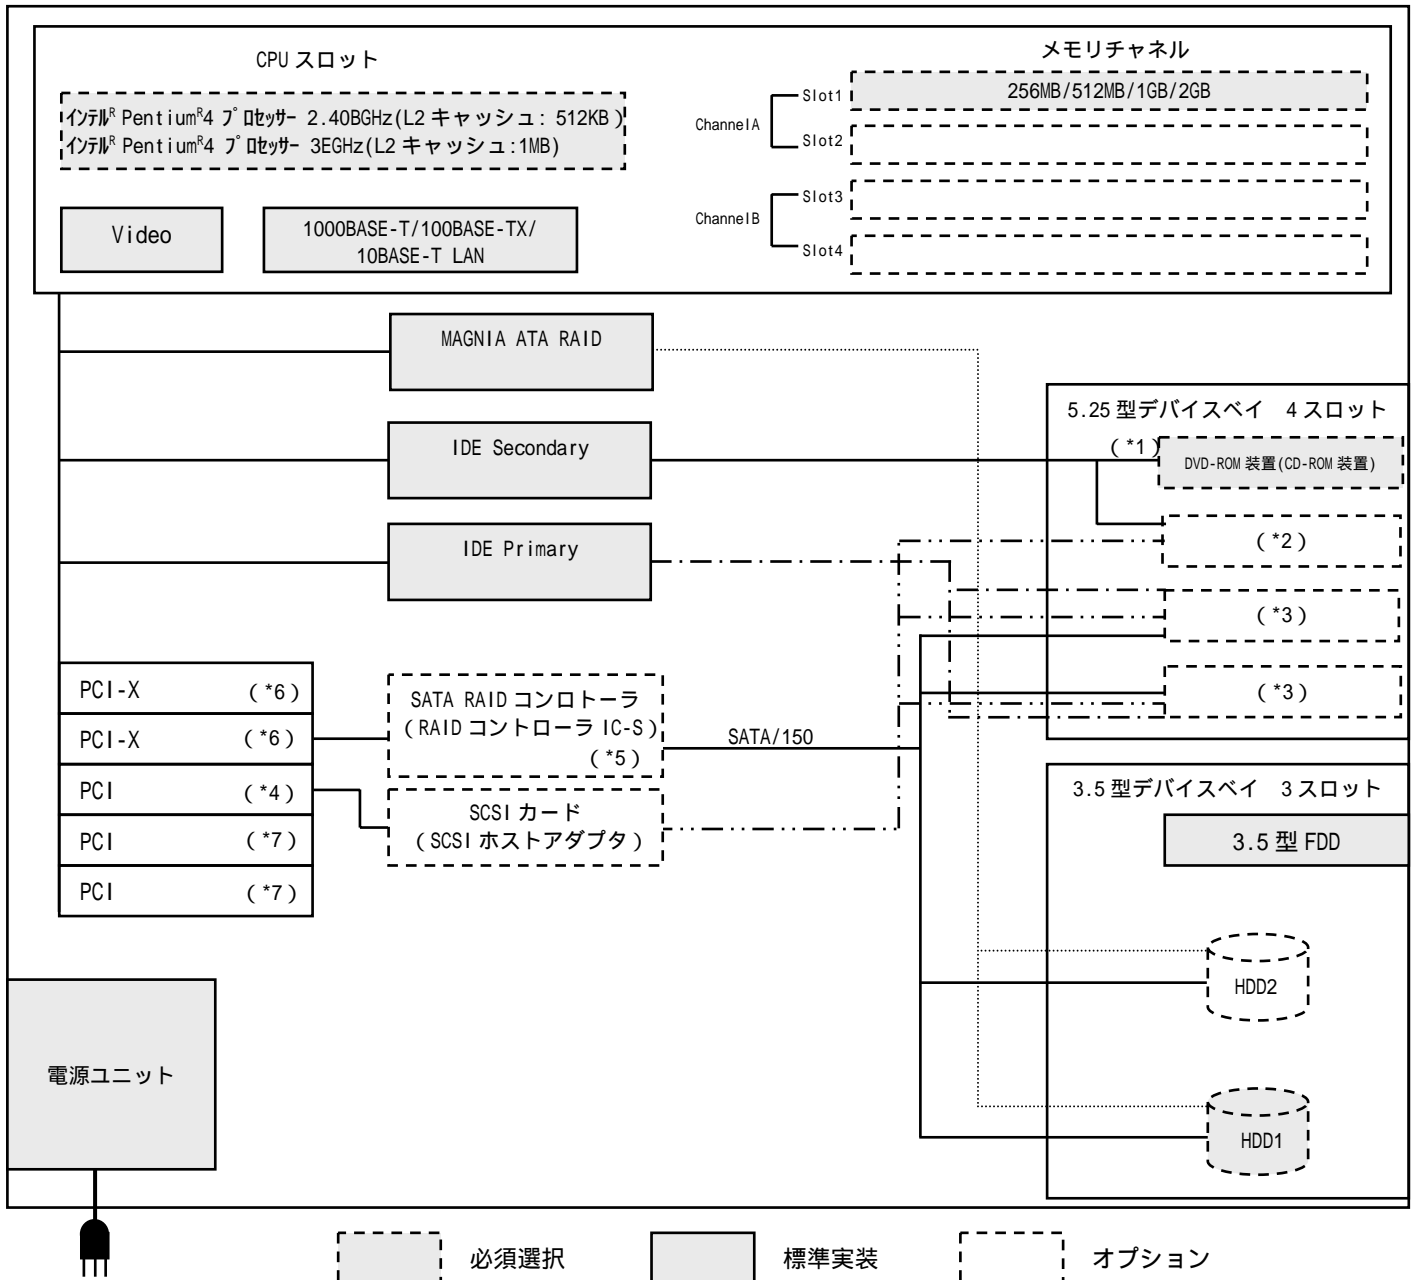 CPU スロット
メモリチャネル
インテルR Pentium R4 プロセッサー 2.40BGHz(L2 キャッシュ: 512KB)
インテルR Pentium R4 プロセッサー 3EGHz(L2 キャッシュ:1MB)
Video
1000BASE-T/100BASE-TX/
10BASE-T LAN
ChannelA
Slot1
256MB/512MB/1GB/2GB
Slot2
ChannelB
Slot3
Slot4
MAGNIA ATA RAID
IDE Secondary
IDE Primary
5.25 型デバイスベイ 4 スロット
(*1)
DVD-ROM 装置(CD-ROM 装置)
(*2)
(*3)
(*3)
PCI-X (*6)
PCI-X (*6)
PCI (*4)
PCI (*7)
PCI (*7)
SATA RAID コンロトーラ
(RAID コントローラ IC-S)
(*5)
SATA/150
SCSI カード
(SCSI ホストアダプタ)
3.5 型デバイスベイ 3 スロット
3.5 型 FDD
HDD2
HDD1
電源ユニット
必須選択
標準実装
オプション